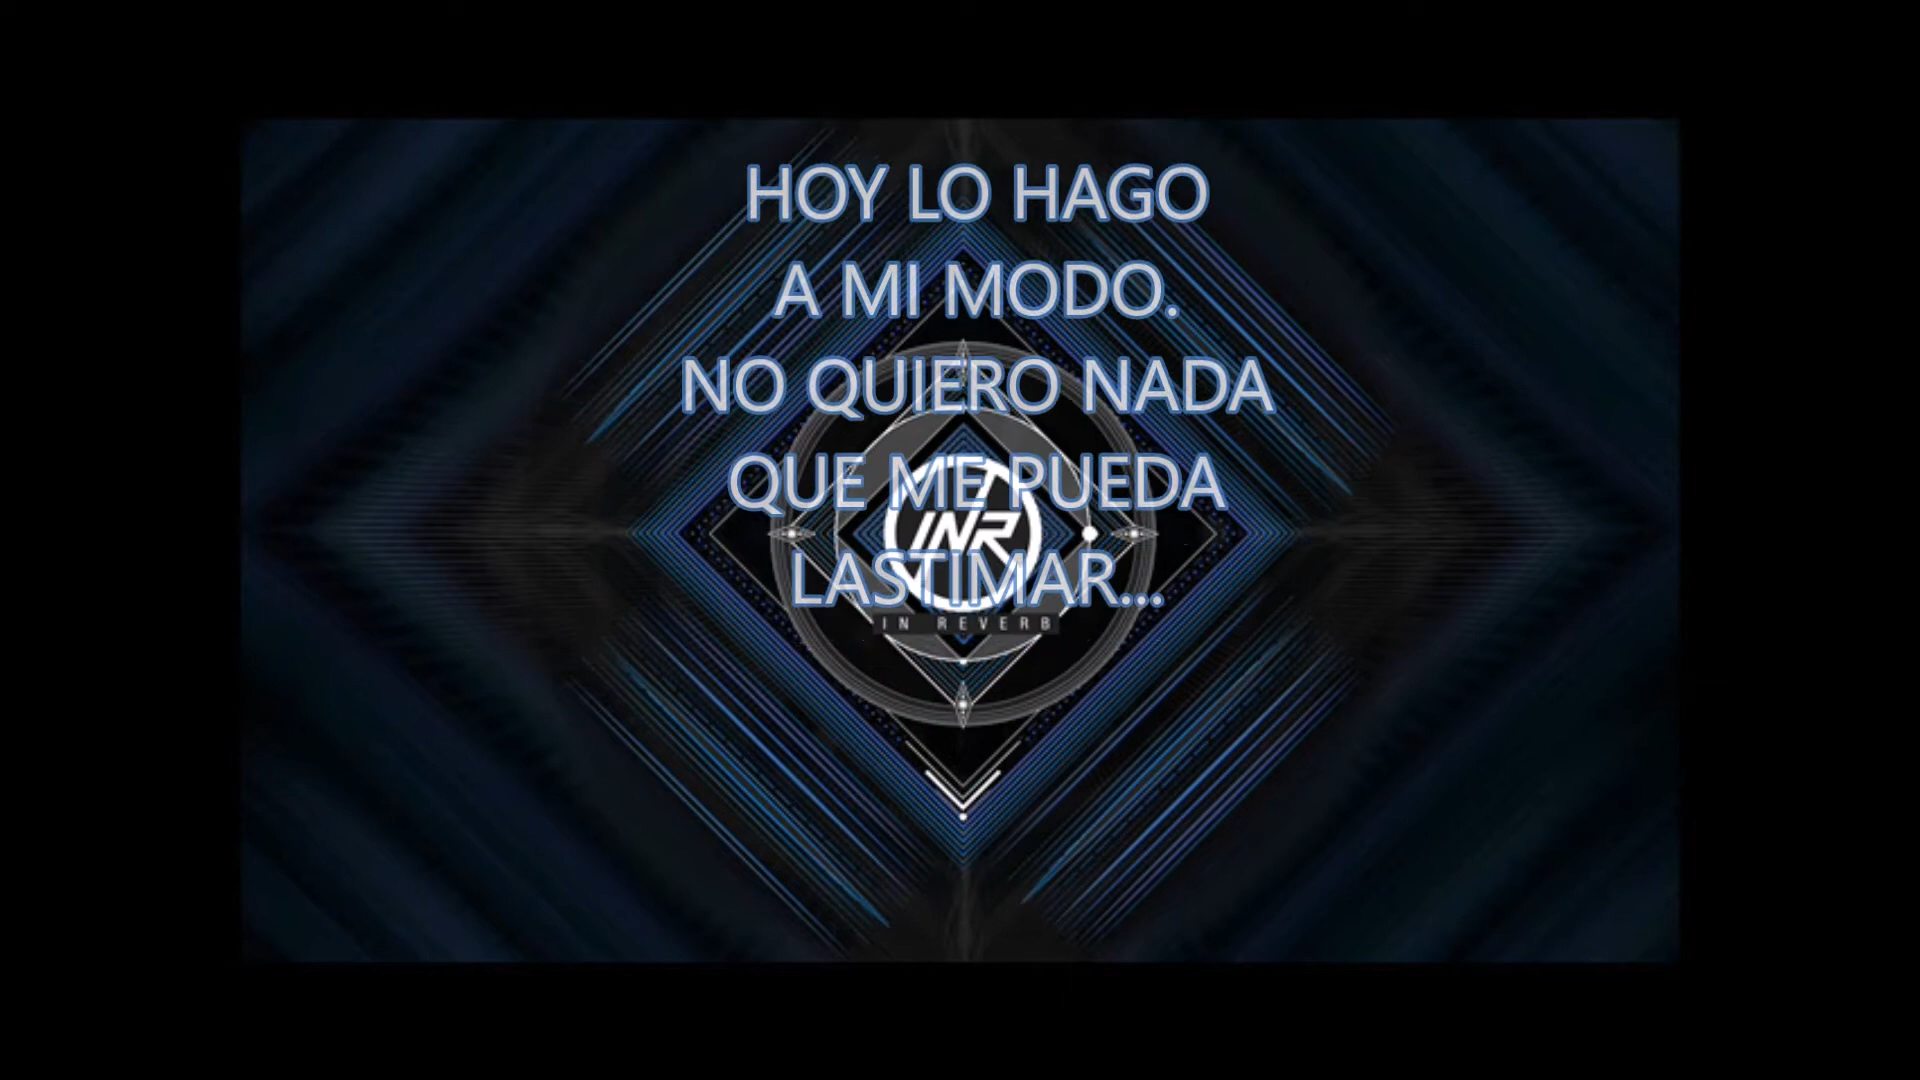 HOY LO HAGO
A MI MODO.
NO QUIERO NADA
QUE ME PUEDA
INR
LASTIMAR...
IN REVERB